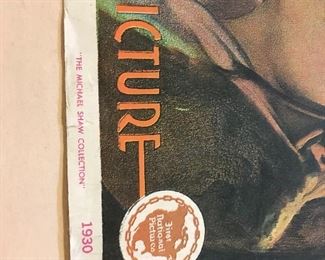 ICTURE
"THE MICHAEL SHAW COLLECTION"
1930
First
National
Pictures